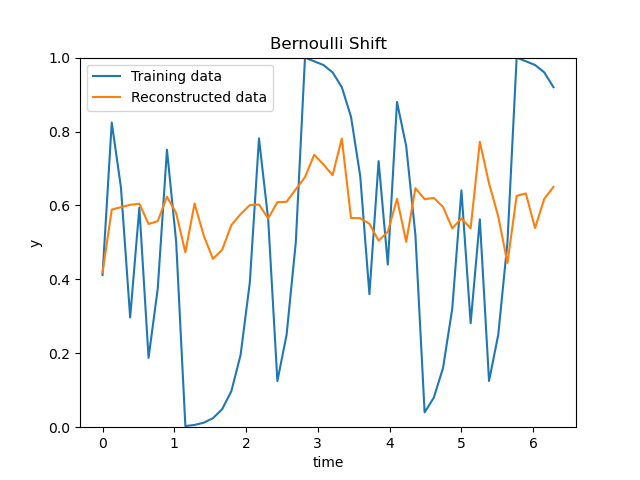 Bernoulli Shift
Training data
Reconstructed data
1.0
0.8
0.6
0.4
0.2
0.0
y
0 1 2 3 4 5 6
time